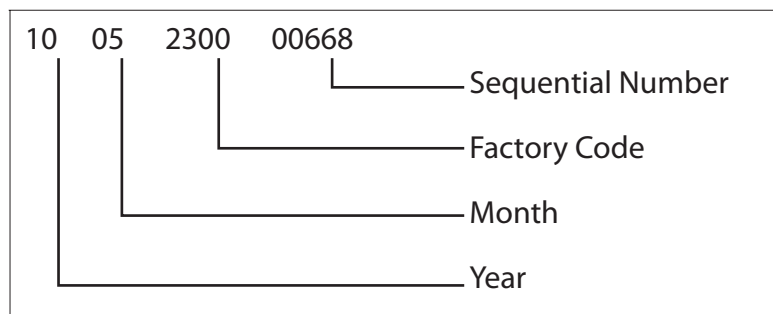 10 05 2300 00668
Sequential Number
Factory Code
Month
Year